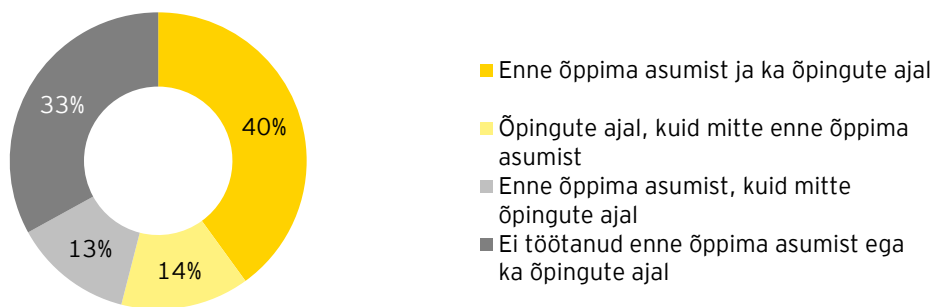 33%
40%
13%
14%
Enne õppima asumist ja ka õpingute ajal
Õpingute ajal, kuid mitte enne õppima
asumist
Enne õppima asumist, kuid mitte
õpingute ajal
Ei töötanud enne õppima asumist ega
ka õpingute ajal